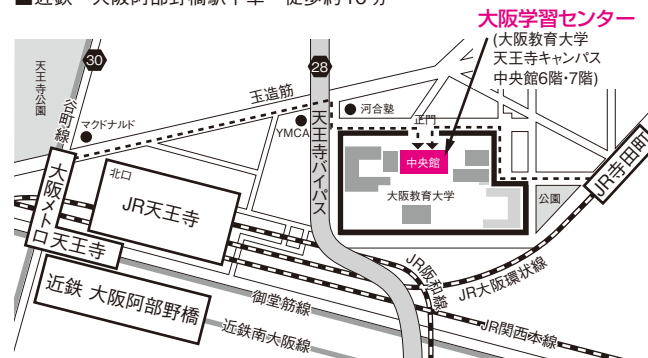 ■近鉄 大阪阿部野橋駅下車 徒歩約10分
大阪学習センター
(大阪教育大学
天王寺キャンパス
中央館6階・7階)
天王寺公園
30
28
谷町線
玉造筋
マクドナルド
YMCA
河合塾
正門
天王寺バイパス
中央館
大阪教育大学
公園
JR寺田町
北口
JR天王寺
大阪メトロ
天王寺
近鉄 大阪阿部野橋
御堂筋線
近鉄南大阪線
JR阪和線
JR大阪環状線
JR関西本線